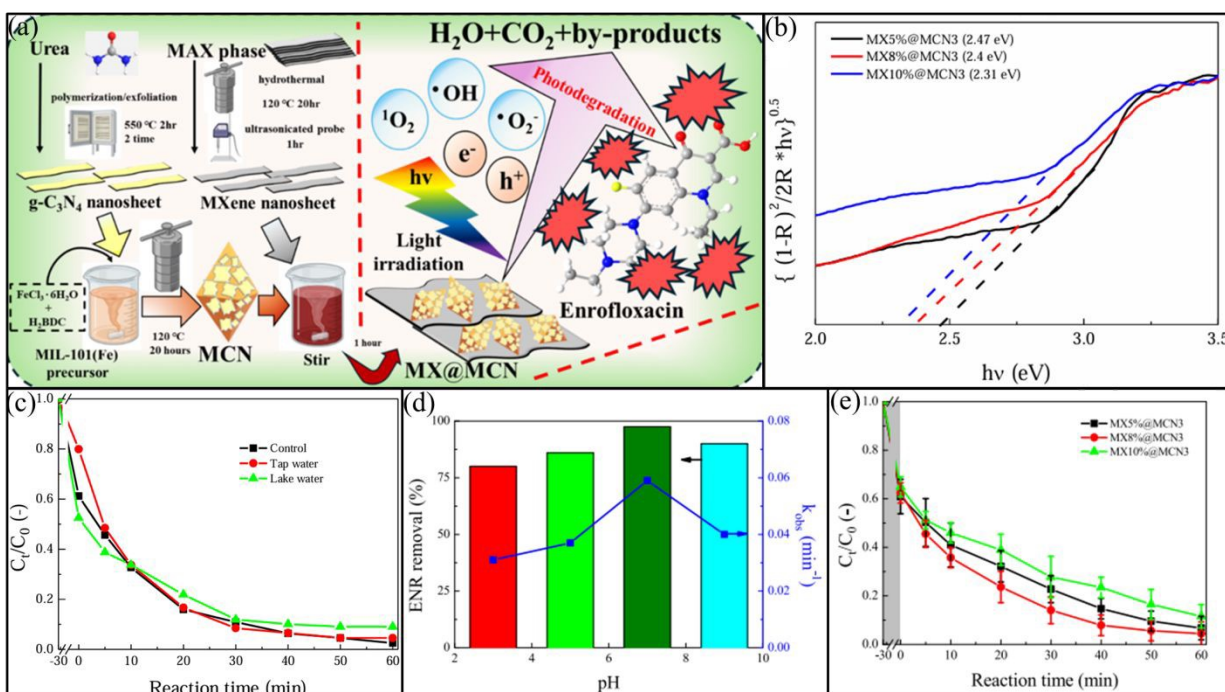 (a)
Urea
MAX phase
hydrothermal
120 °C 20hr
polymerization/exfoliation
550 °C 2hr
2 time
ultrasonicated probe
1hr
g-C₃N₄ nanosheet
MXene nanosheet
FeCl₃·6H₂O
+
H₂BDC
MIL-101(Fe)
precursor
120 °C
20 hours
MCN
Stir
1 hour
MX@MCN
H₂O+CO₂+by-products
Photodegradation
¹O₂
•OH
•O₂⁻
e⁻
h⁺
hν
Light
irradiation
Enrofloxacin
(b)
MX5%@MCN3 (2.47 eV)
MX8%@MCN3 (2.4 eV)
MX10%@MCN3 (2.31 eV)
{ (1-R)²/2R *hν}⁰·⁵
2.0 2.5 3.0 3.5
hν (eV)
(c)
Control
Tap water
Lake water
Cₜ/C₀ (-)
1.0
0.8
0.6
0.4
0.2
0.0
-30 0 10 20 30 40 50 60
Reaction time (min)
(d)
ENR removal (%)
100
75
50
25
0
0.08
0.06
0.04
0.02
0.00
kobs (min⁻¹)
2 4 6 8 10
pH
(e)
MX5%@MCN3
MX8%@MCN3
MX10%@MCN3
Cₜ/C₀ (-)
1.0
0.8
0.6
0.4
0.2
0.0
-30 0 10 20 30 40 50 60
Reaction time (min)